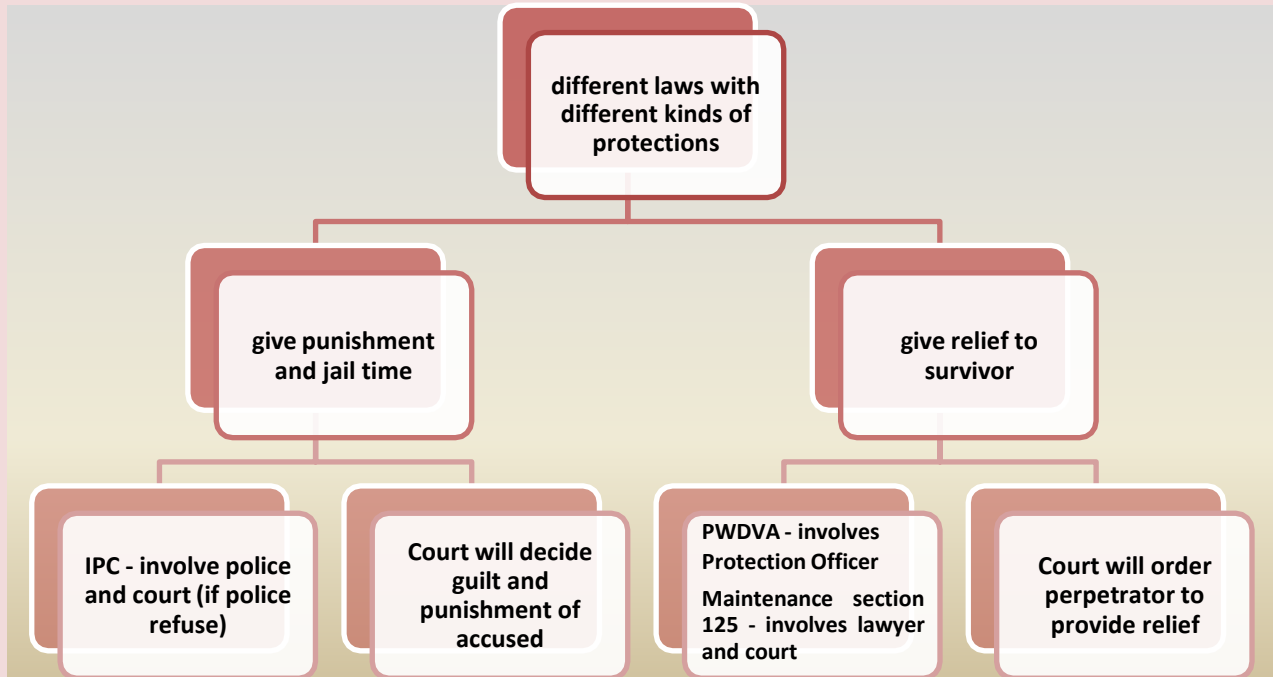 different laws with
different kinds of
protections
give punishment
and jail time
give relief to
survivor
IPC - involve police
and court (if police
refuse)
Court will decide
guilt and
punishment of
accused
PWDVA - involves
Protection Officer
Maintenance section
125 - involves lawyer
and court
Court will order
perpetrator to
provide relief